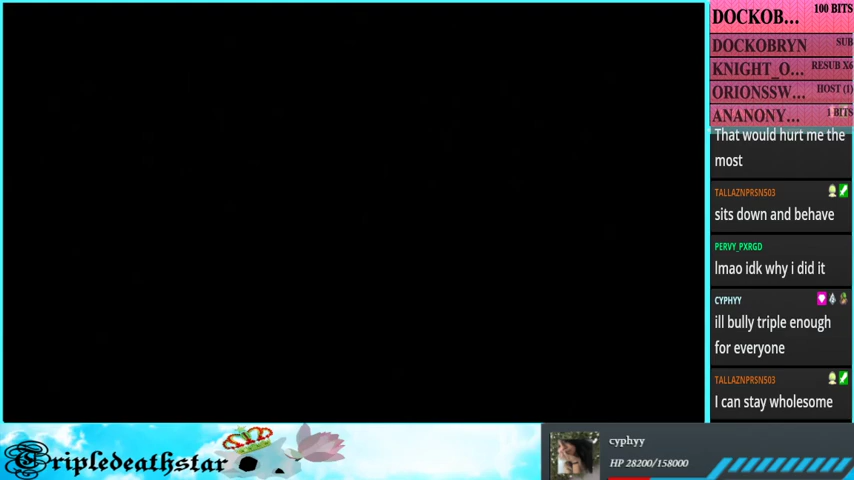 DOCKOB... 100 BITS
DOCKOBRYN SUB
KNIGHT_O... RESUB X6
ORIONSSW... HOST (1)
ANANONY... 1 BITS
That would hurt me the
most
TALLAZNPRSN503
sits down and behave
PERVY_PXRGD
lmao idk why i did it
CYPHYY
ill bully triple enough
for everyone
TALLAZNPRSN503
I can stay wholesome
Tripledeathstar
cyphyy
HP 28200/158000